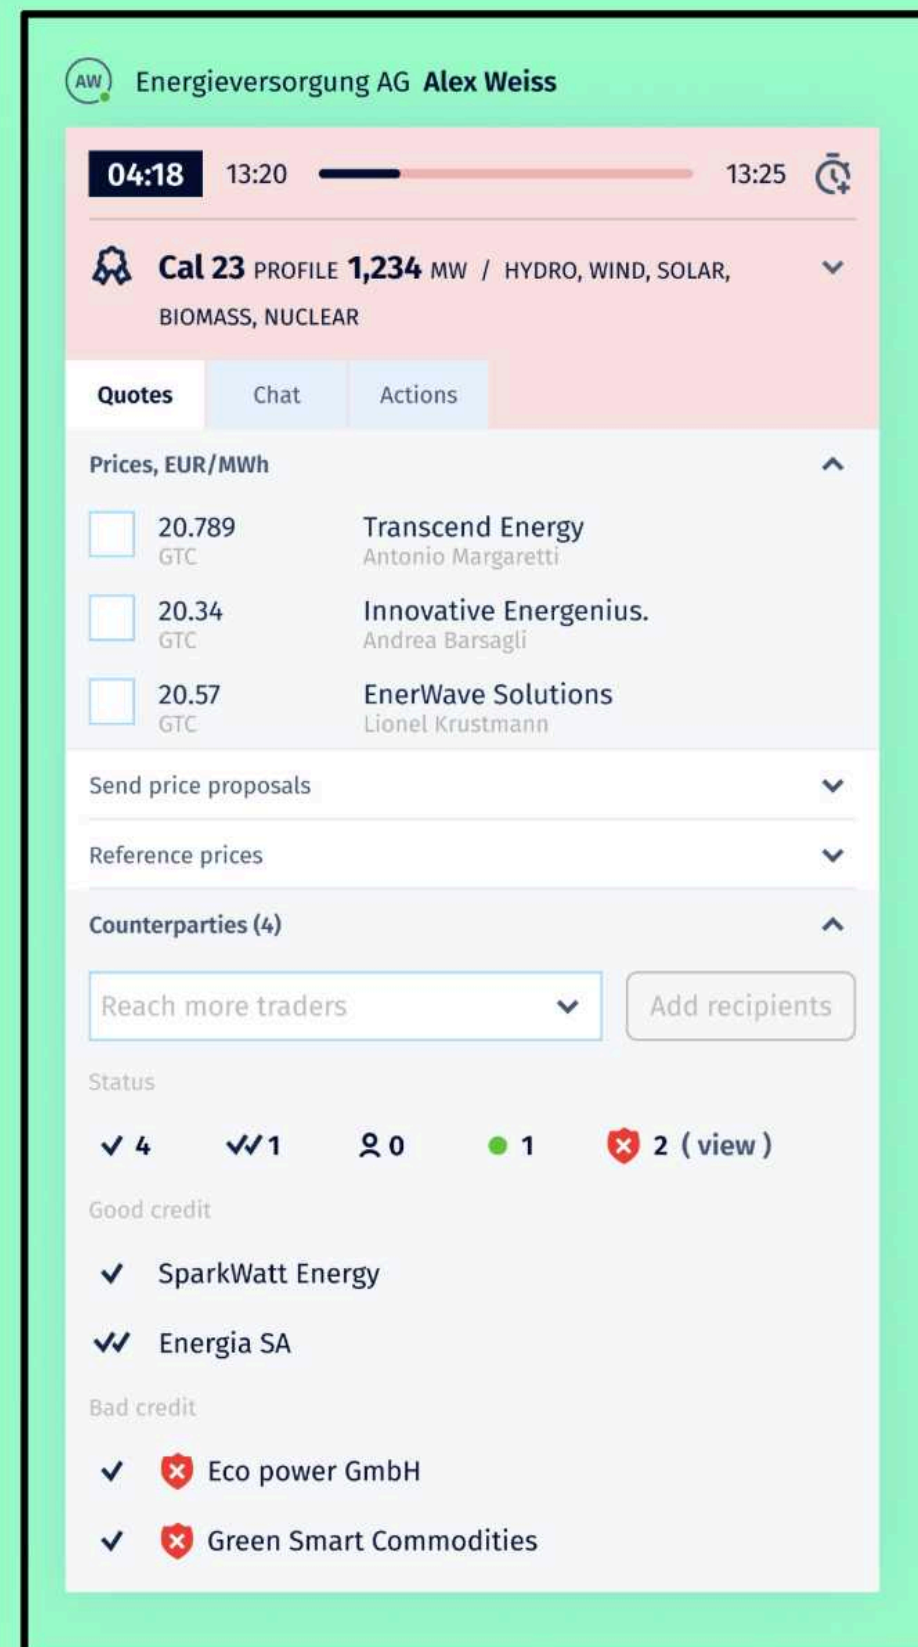 AW Energieversorgung AG Alex Weiss
04:18 13:20 13:25
Cal 23 PROFILE 1,234 MW / HYDRO, WIND, SOLAR,
BIOMASS, NUCLEAR
Quotes Chat Actions
Prices, EUR/MWh
20.789 Transcend Energy
GTC Antonio Margaretti
20.34 Innovative Energenius.
GTC Andrea Barsagli
20.57 EnerWave Solutions
GTC Lionel Krustmann
Send price proposals
Reference prices
Counterparties (4)
Reach more traders Add recipients
Status
4 1 0 1 2 ( view )
Good credit
SparkWatt Energy
Energia SA
Bad credit
Eco power GmbH
Green Smart Commodities